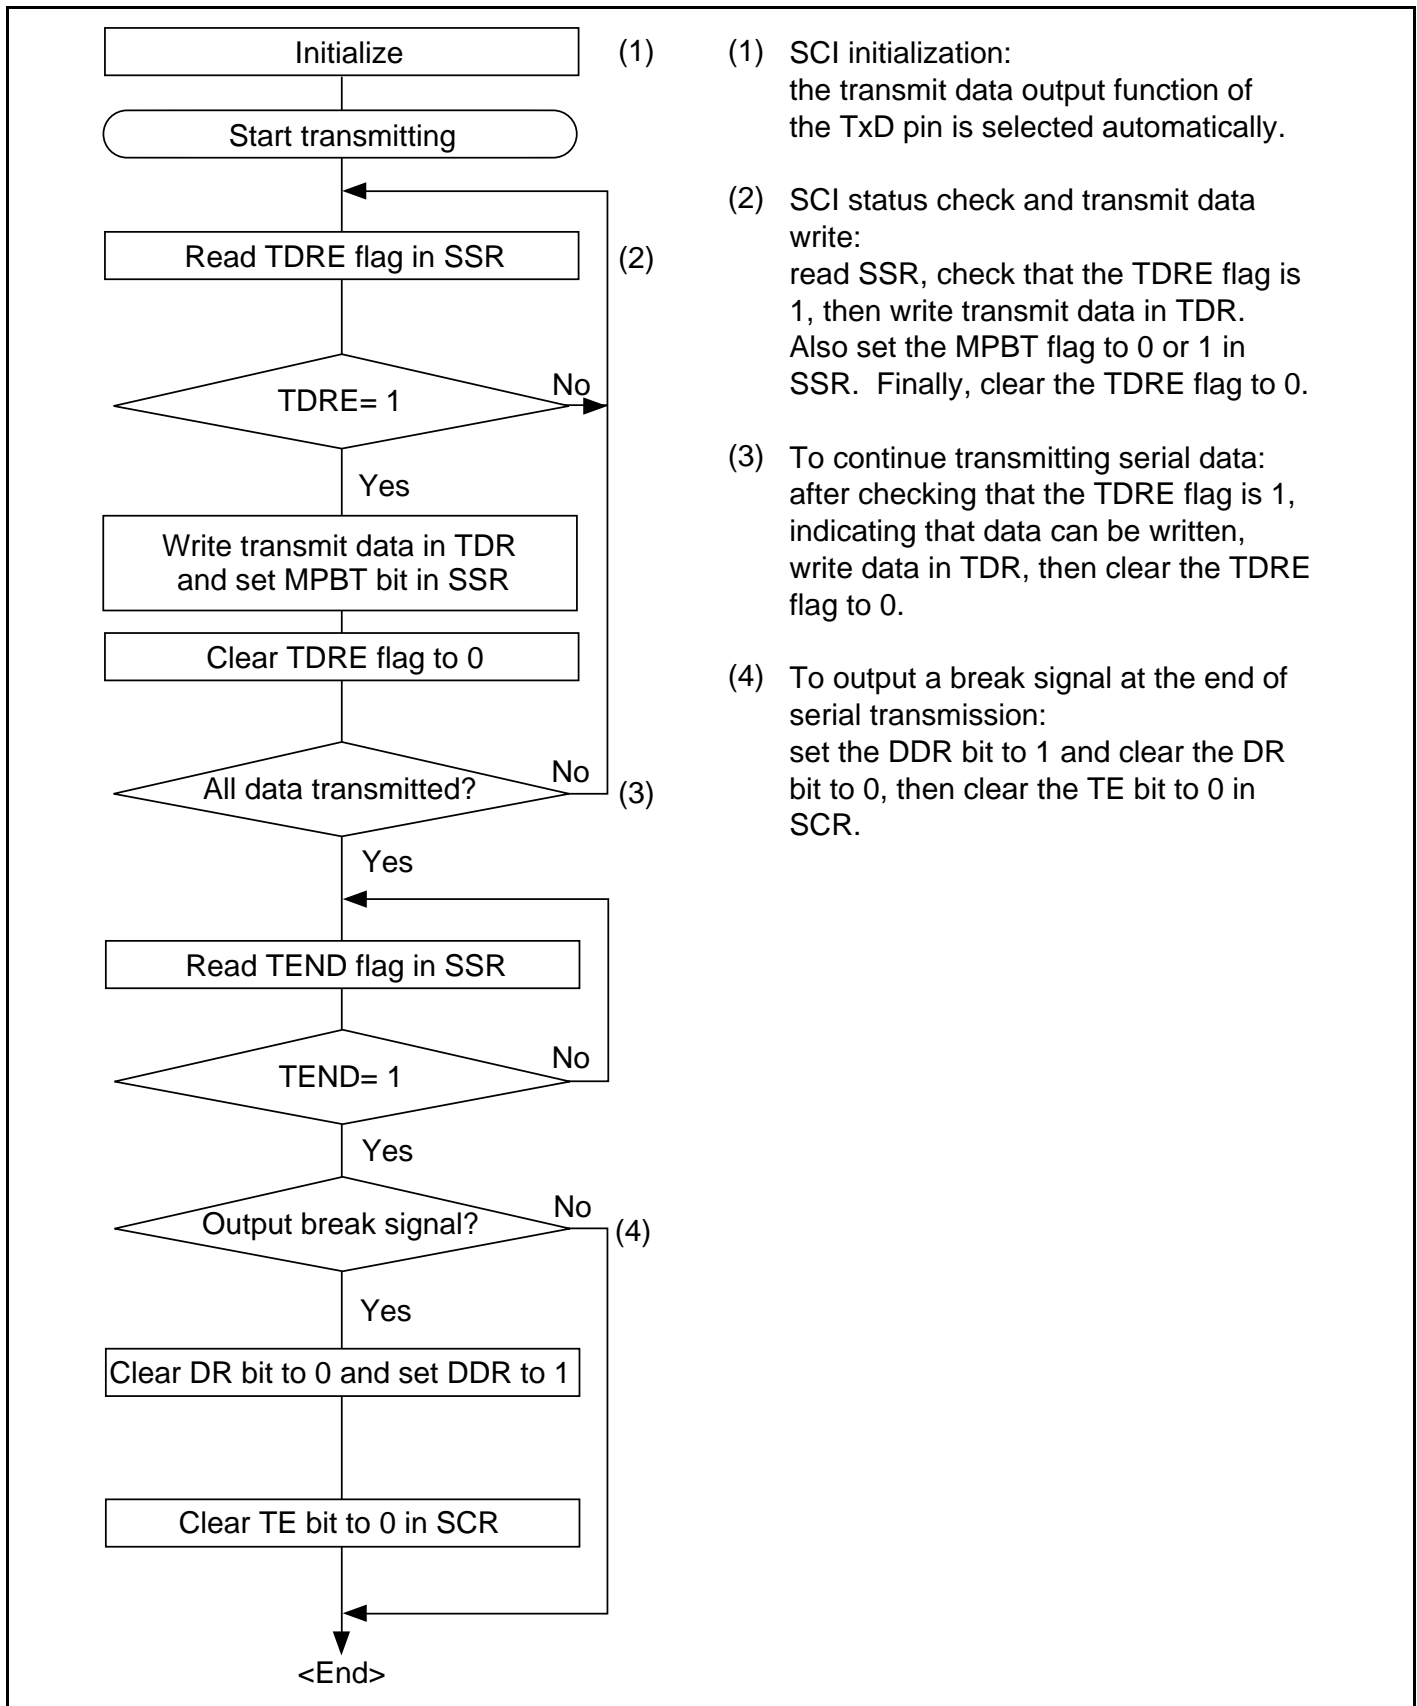 Initialize
(1)
Start transmitting
Read TDRE flag in SSR
(2)
TDRE= 1
No
Yes
Write transmit data in TDR
and set MPBT bit in SSR
Clear TDRE flag to 0
All data transmitted?
No
(3)
Yes
Read TEND flag in SSR
TEND= 1
No
Yes
Output break signal?
No
(4)
Yes
Clear DR bit to 0 and set DDR to 1
Clear TE bit to 0 in SCR
<End>
(1) SCI initialization:
the transmit data output function of
the TxD pin is selected automatically.
(2) SCI status check and transmit data
write:
read SSR, check that the TDRE flag is
1, then write transmit data in TDR.
Also set the MPBT flag to 0 or 1 in
SSR.  Finally, clear the TDRE flag to 0.
(3) To continue transmitting serial data:
after checking that the TDRE flag is 1,
indicating that data can be written,
write data in TDR, then clear the TDRE
flag to 0.
(4) To output a break signal at the end of
serial transmission:
set the DDR bit to 1 and clear the DR
bit to 0, then clear the TE bit to 0 in
SCR.